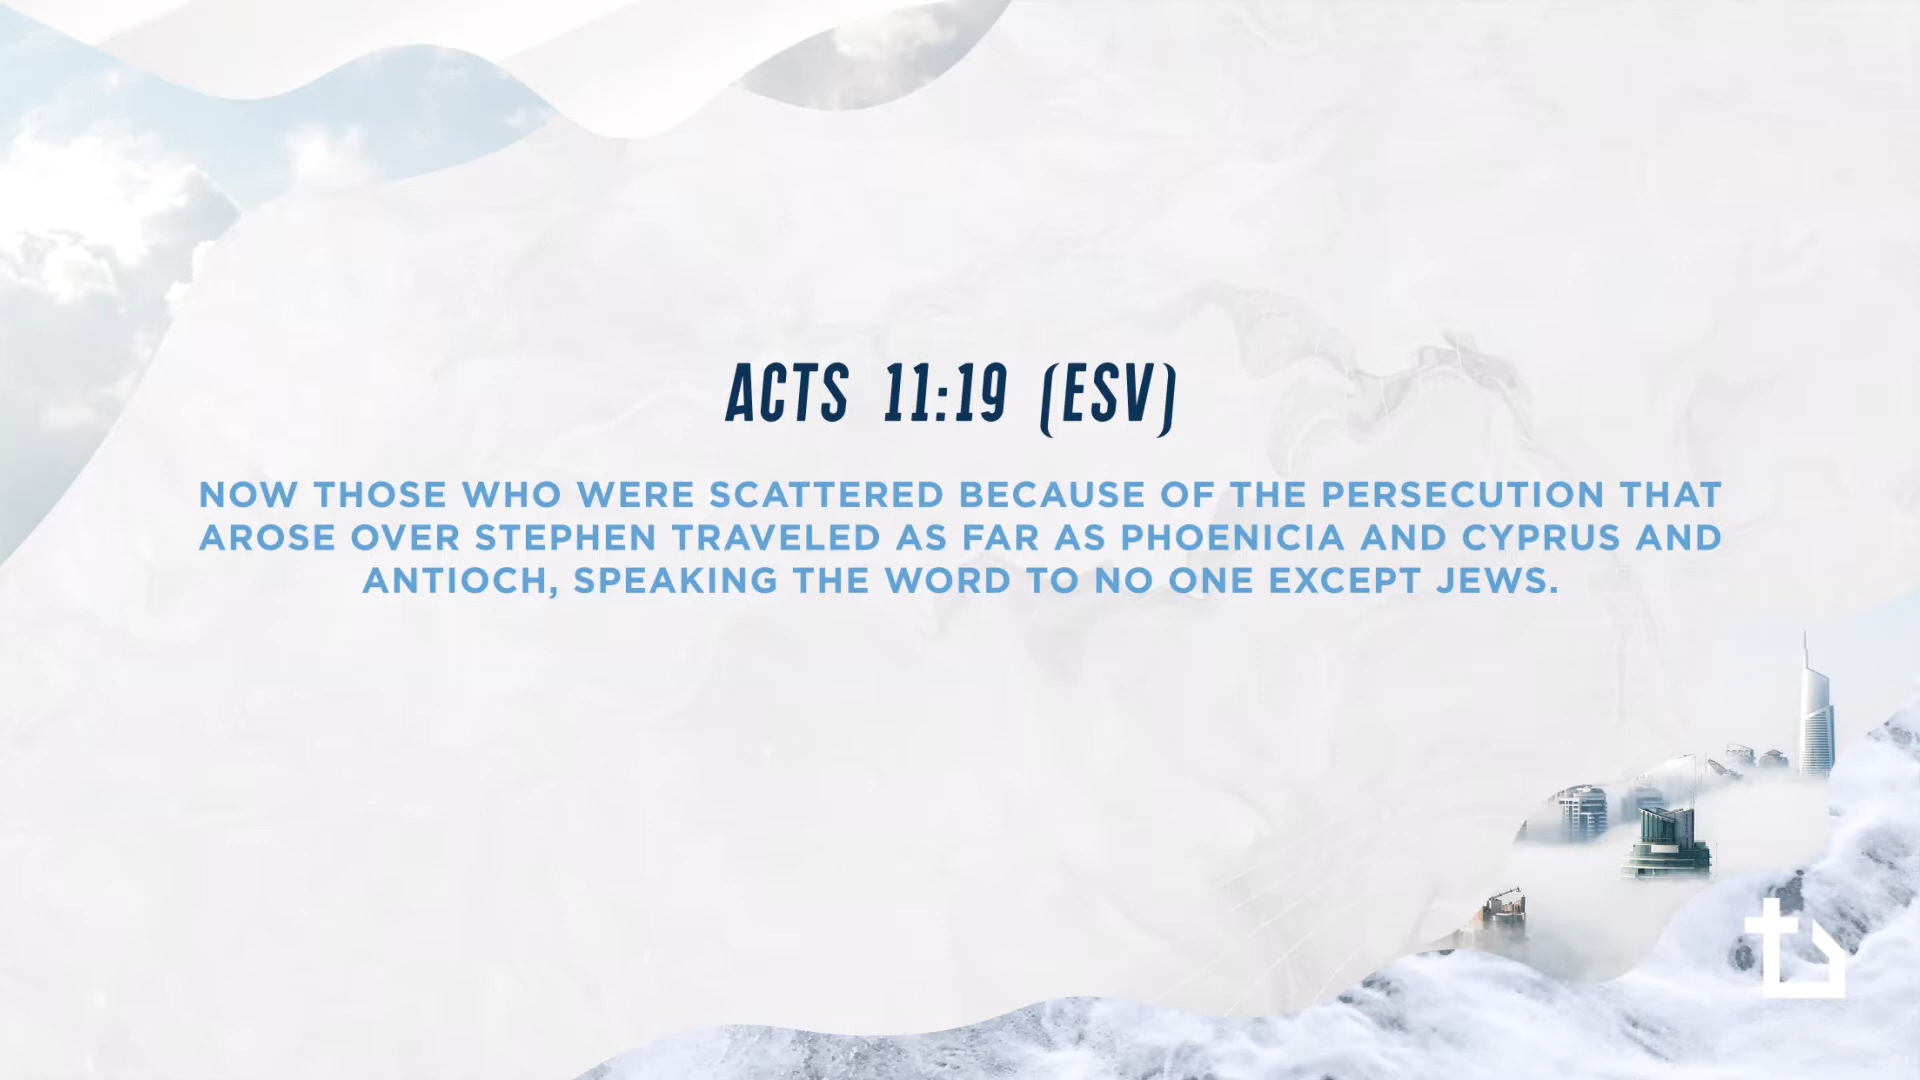 ACTS 11:19 (ESV)
NOW THOSE WHO WERE SCATTERED BECAUSE OF THE PERSECUTION THAT
AROSE OVER STEPHEN TRAVELED AS FAR AS PHOENICIA AND CYPRUS AND
ANTIOCH, SPEAKING THE WORD TO NO ONE EXCEPT JEWS.